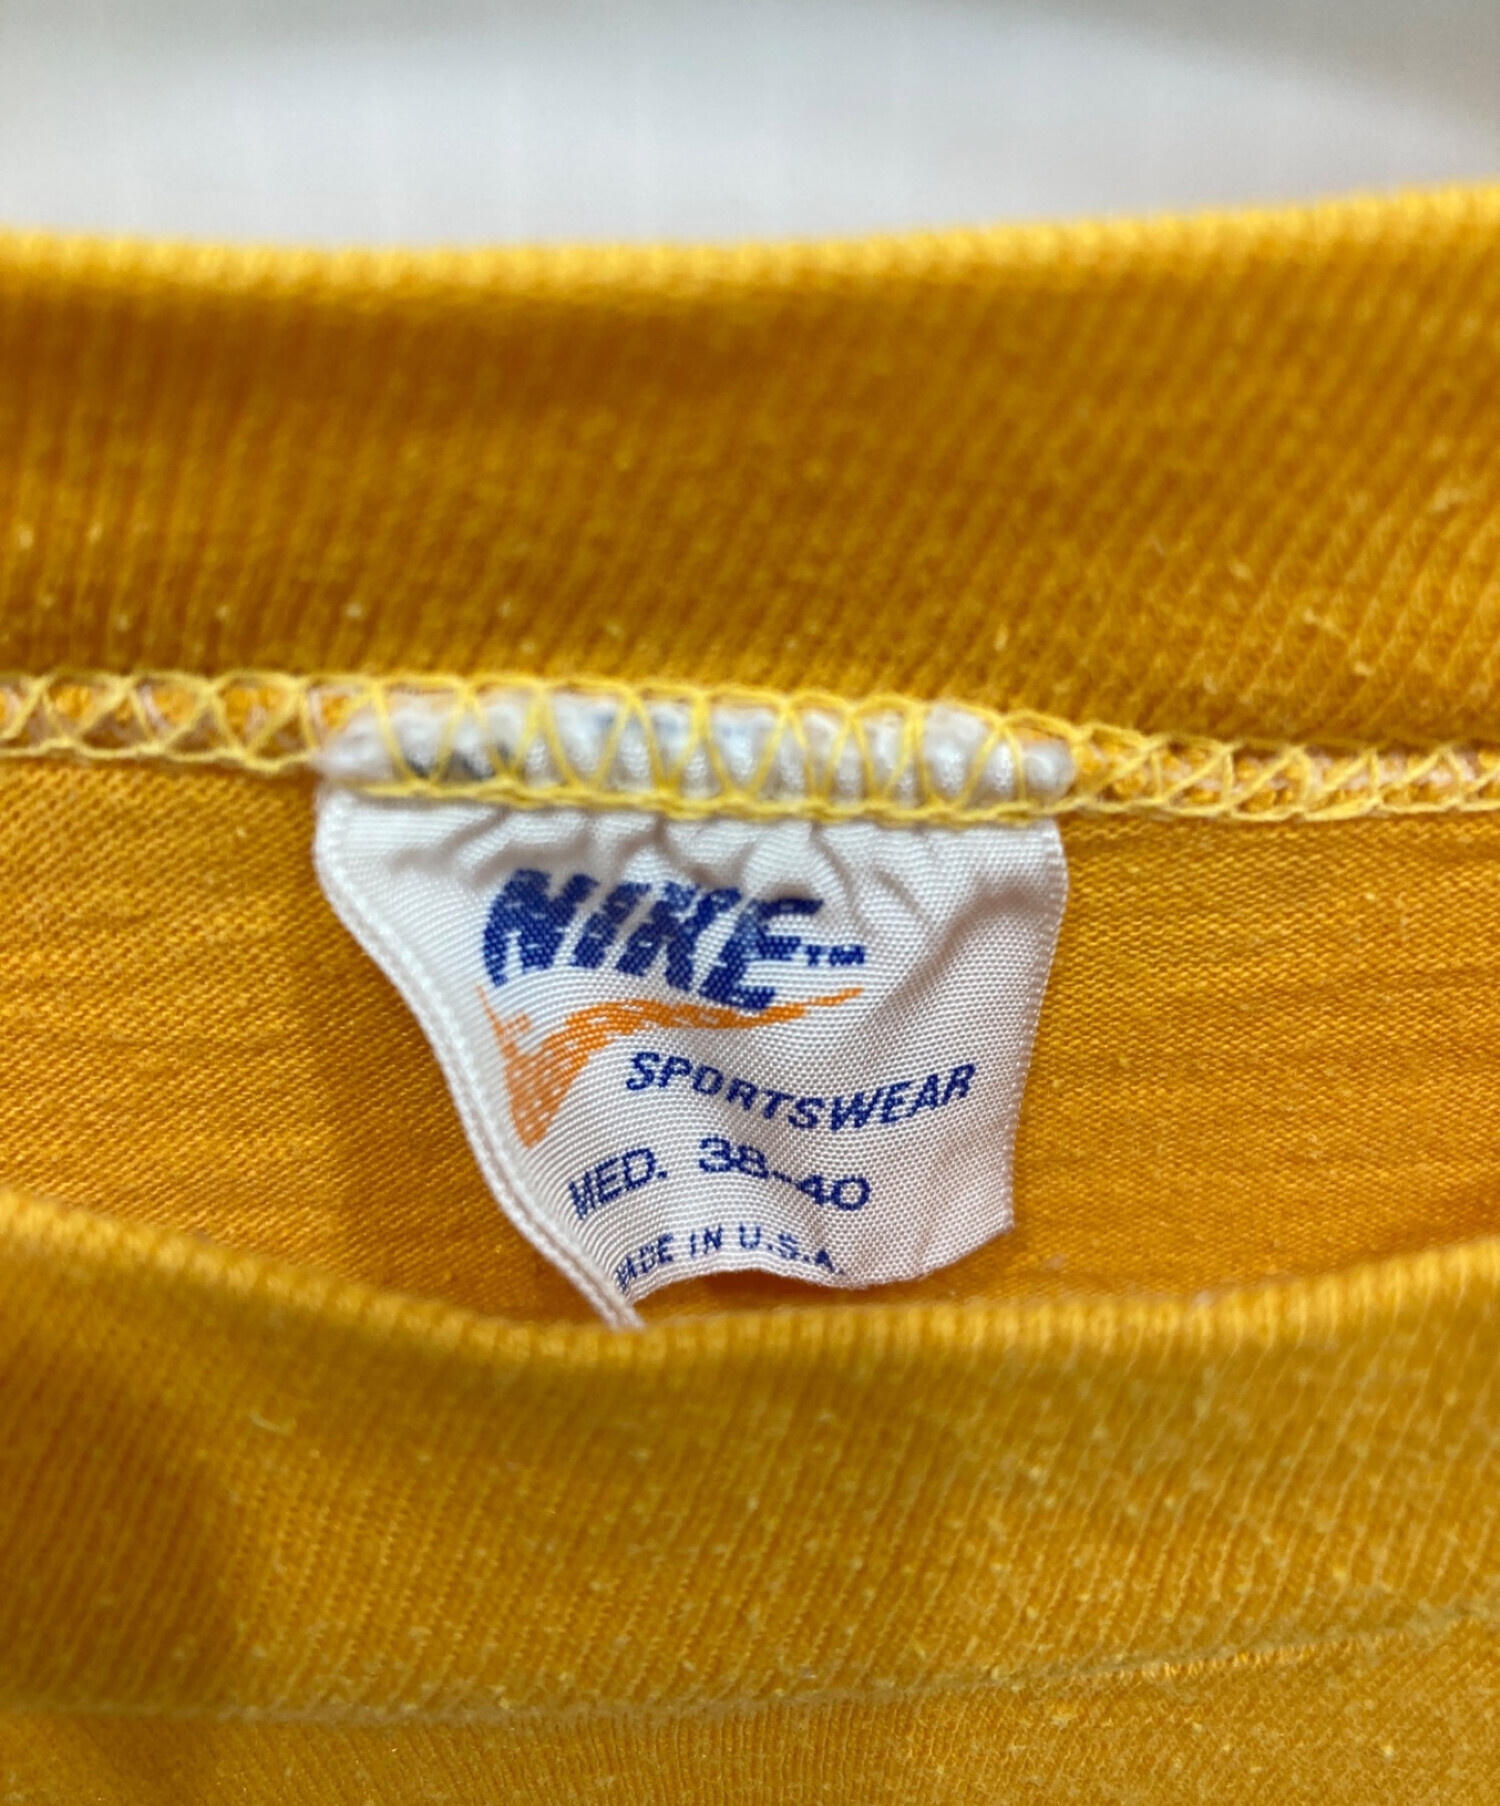 NIKE™
SPORTSWEAR
MED. 38-40
MADE IN U.S.A.